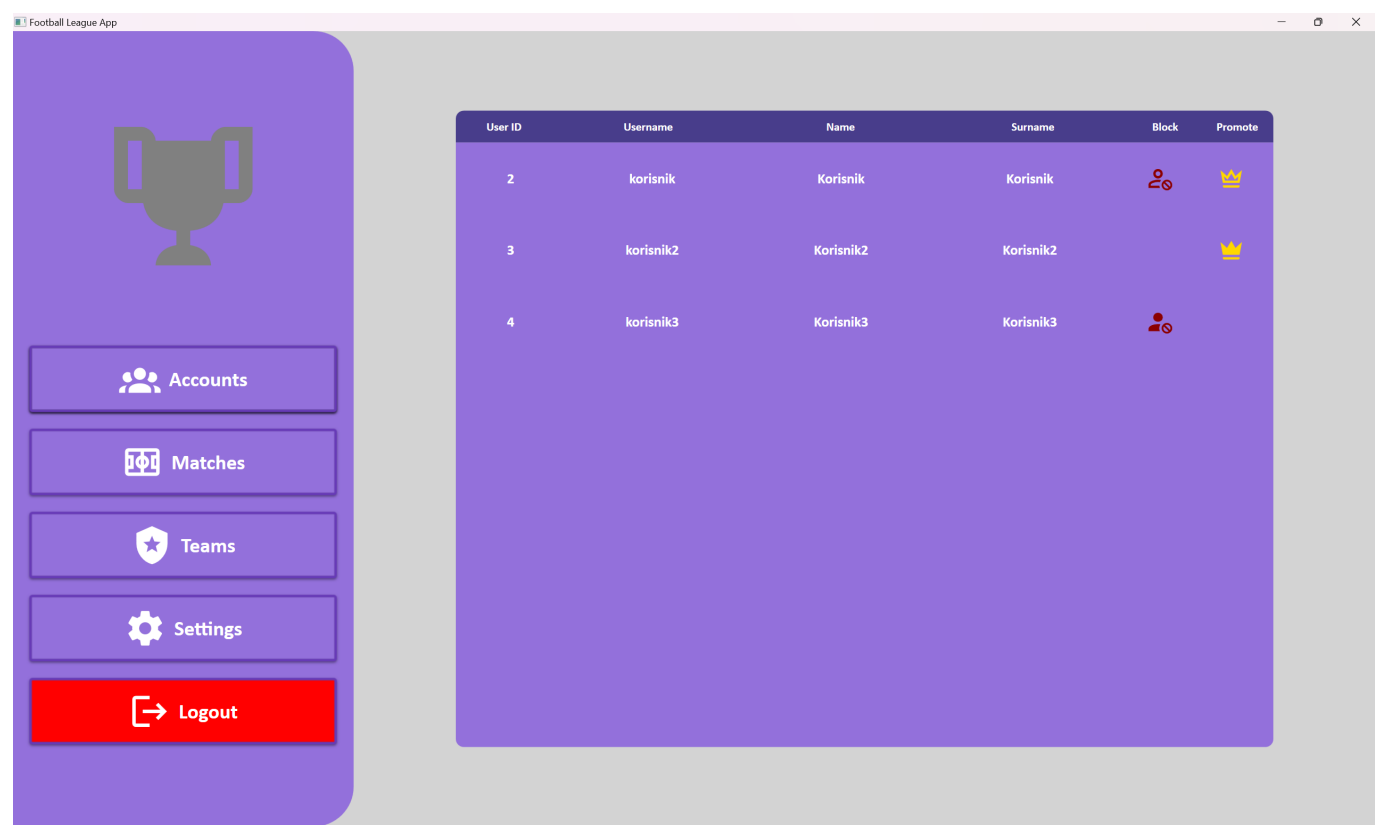 Football League App
User ID Username Name Surname Block Promote
2 korisnik Korisnik Korisnik
3 korisnik2 Korisnik2 Korisnik2
4 korisnik3 Korisnik3 Korisnik3
Accounts
Matches
Teams
Settings
Logout